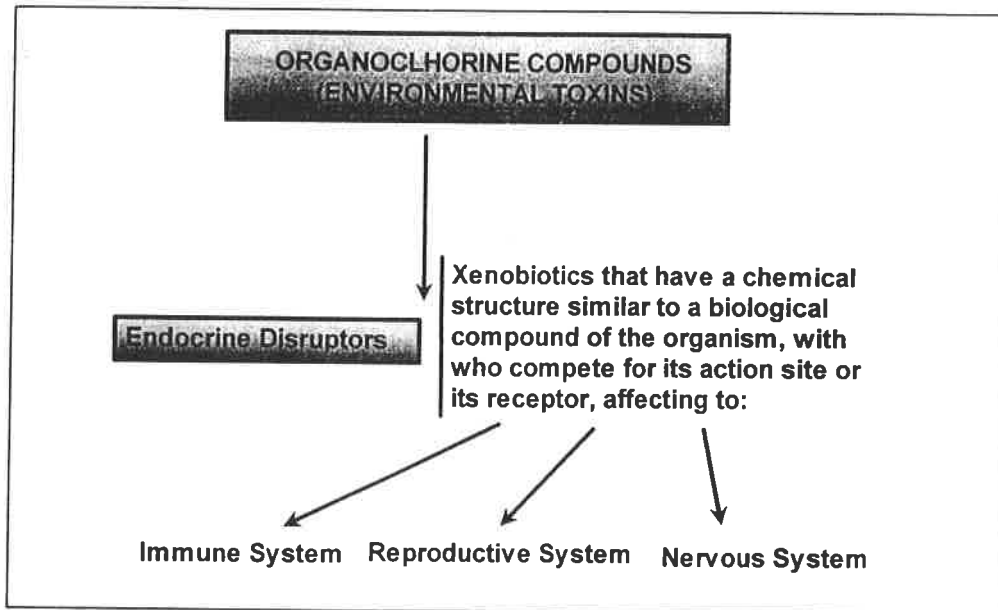 ORGANOCLHORINE COMPOUNDS
(ENVIRONMENTAL TOXINS)
Xenobiotics that have a chemical
structure similar to a biological
Endocrine Disruptors
compound of the organism, with
who compete for its action site or
its receptor, affecting to:
Immune System Reproductive System Nervous System